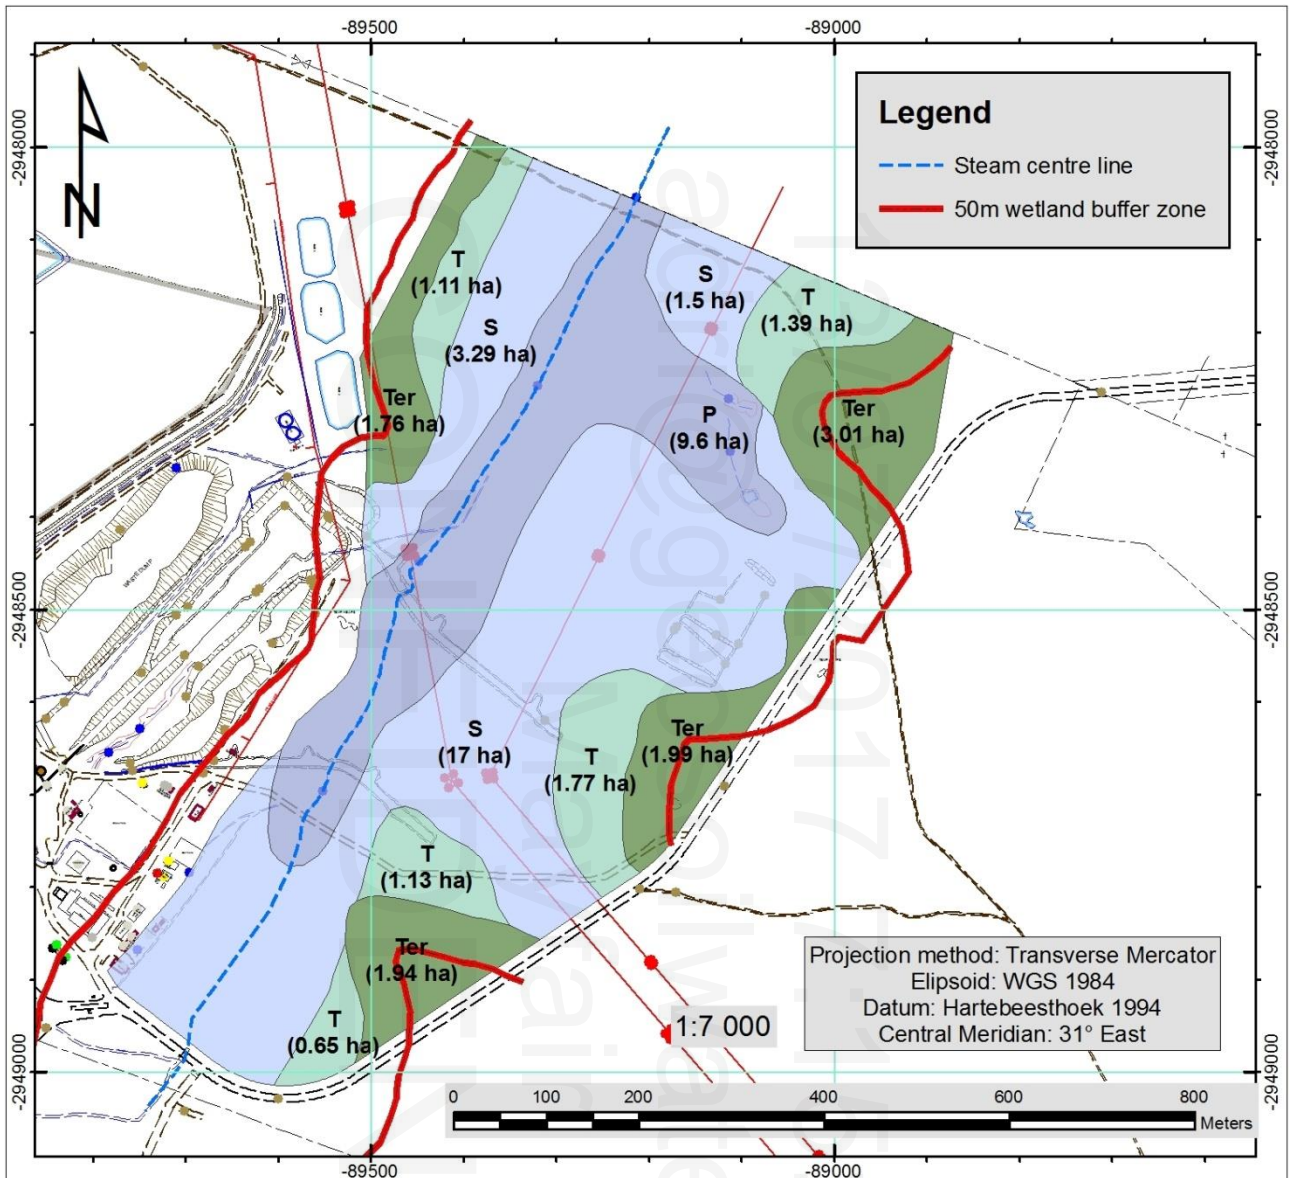 -89500
-89000
-2948000
-2948000
Legend
Steam centre line
50m wetland buffer zone
N
T
(1.11 ha)
S
(3.29 ha)
S
(1.5 ha)
T
(1.39 ha)
Ter
(1.76 ha)
P
(9.6 ha)
Ter
(3.01 ha)
-2948500
-2948500
S
(17 ha)
T
(1.77 ha)
Ter
(1.99 ha)
T
(1.13 ha)
Ter
(1.94 ha)
T
(0.65 ha)
Projection method: Transverse Mercator
Elipsoid: WGS 1984
Datum: Hartebeesthoek 1994
Central Meridian: 31° East
1:7 000
-2949000
-2949000
0 100 200 400 600 800
Meters
-89500
-89000